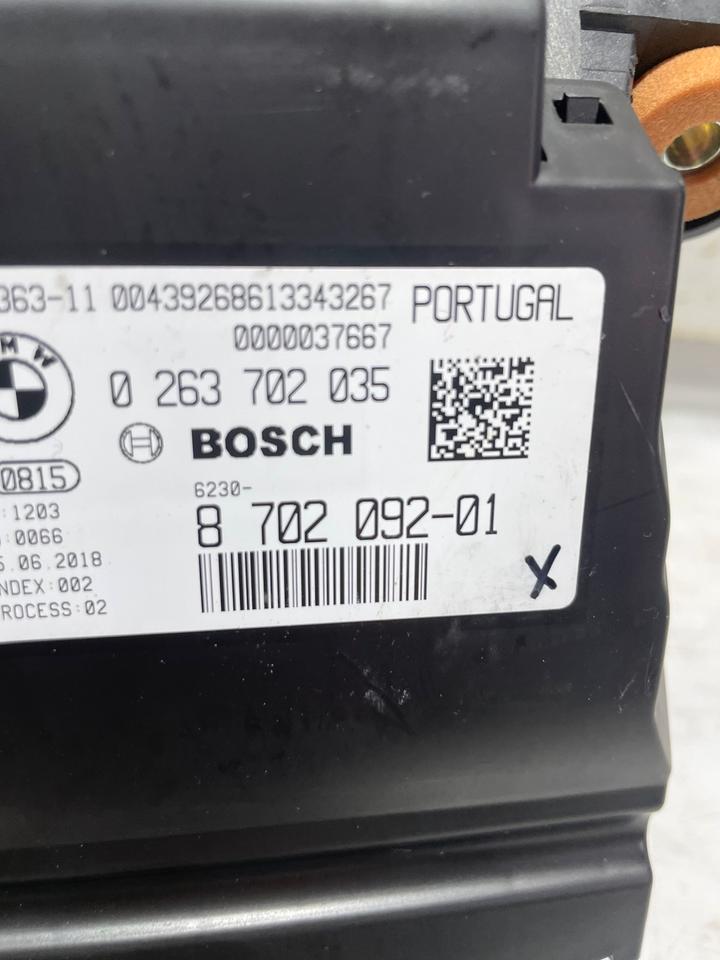 363-11 00439268613343267 PORTUGAL
0000037667
BMW
0 263 702 035
BOSCH
0815
6230-
8 702 092-01
:1203
:0066
.06.2018
NDEX:002
ROCESS:02
X